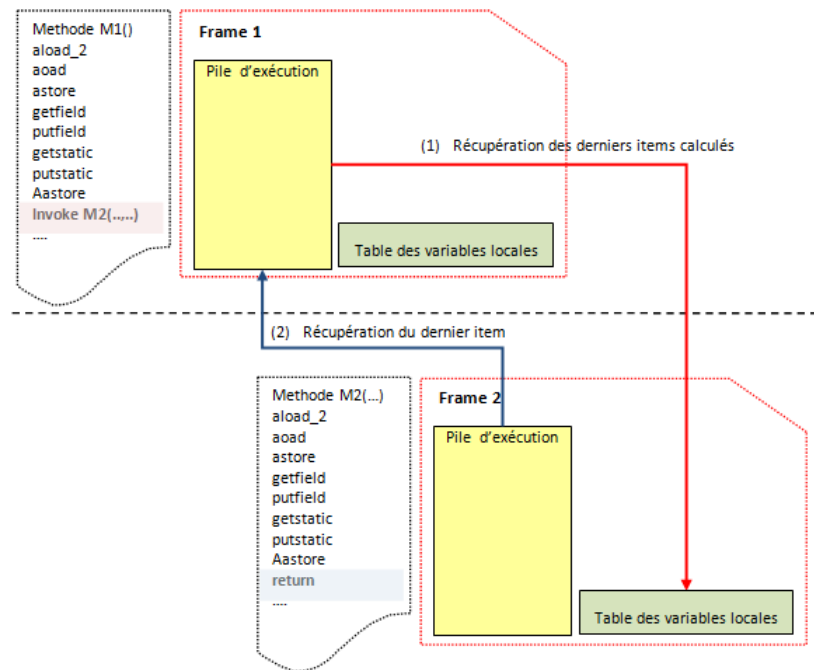 Methode M1()
aload_2
aoad
astore
getfield
putfield
getstatic
putstatic
Aastore
Invoke M2(..,..)
....
Frame 1
Pile d'exécution
(1) Récupération des derniers items calculés
Table des variables locales
(2) Récupération du dernier item
Methode M2(...)
aload_2
aoad
astore
getfield
putfield
getstatic
putstatic
Aastore
return
....
Frame 2
Pile d'exécution
Table des variables locales